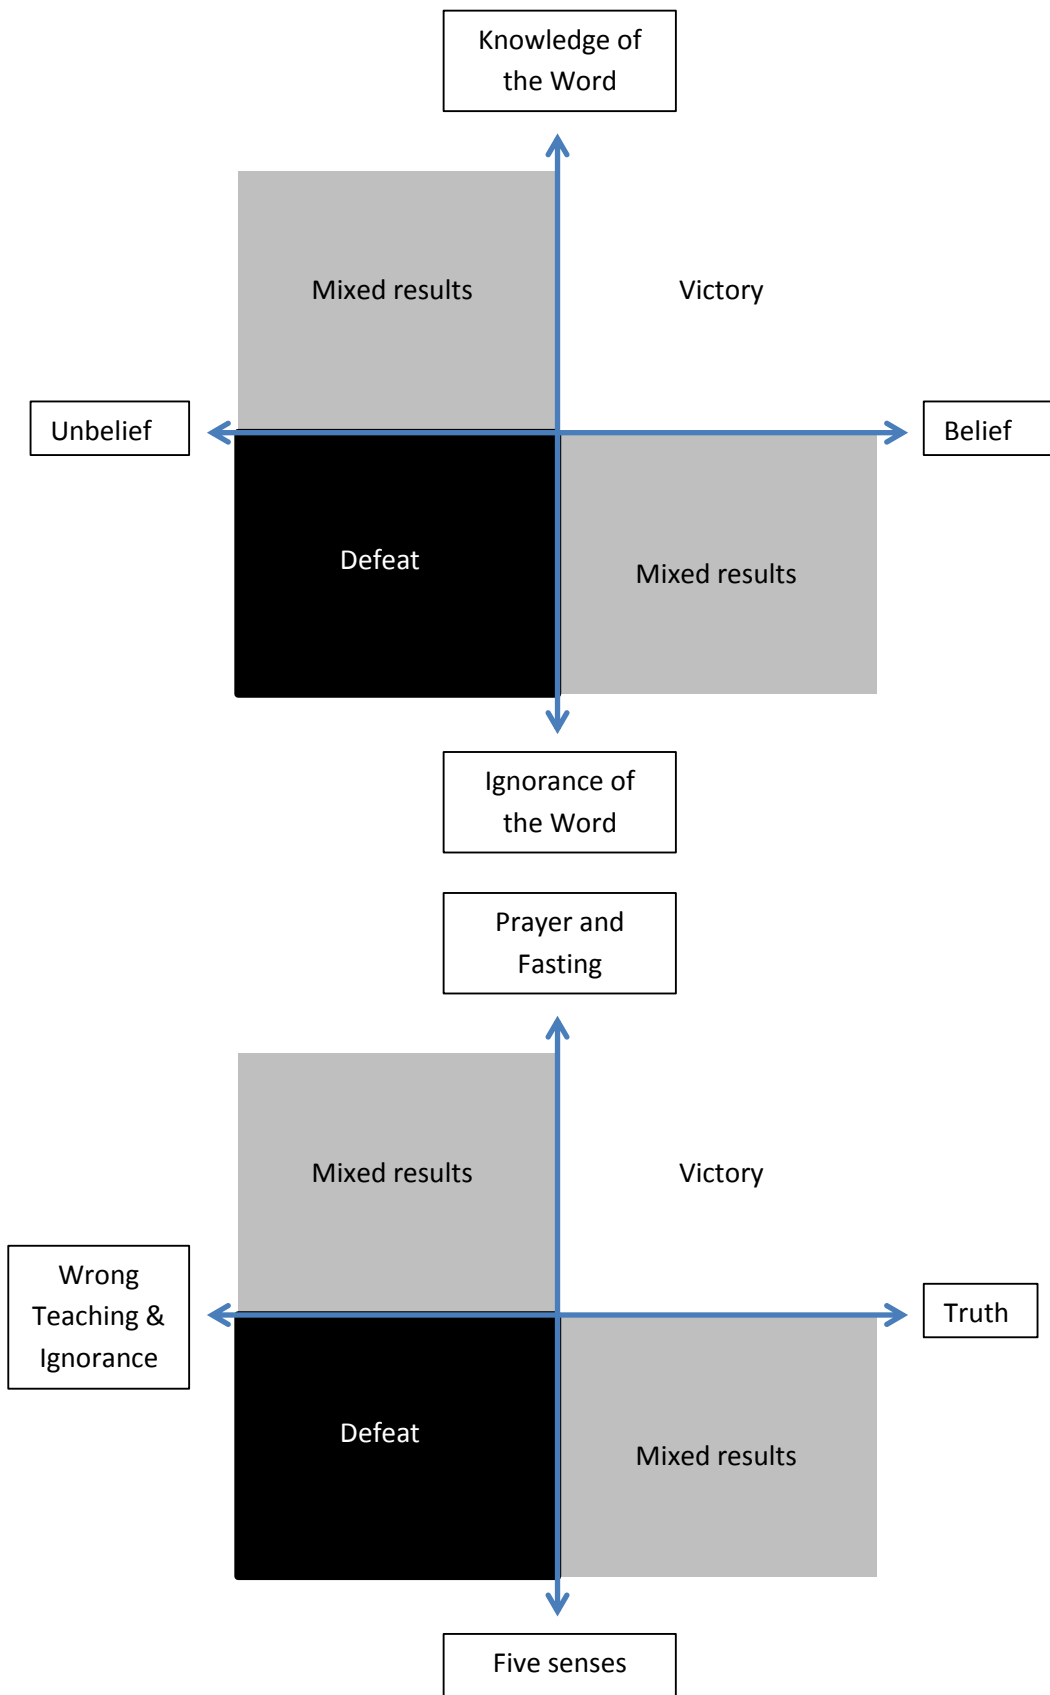 Knowledge of
the Word
Mixed results
Victory
Unbelief
Belief
Defeat
Mixed results
Ignorance of
the Word
Prayer and
Fasting
Mixed results
Victory
Wrong
Teaching &
Ignorance
Truth
Defeat
Mixed results
Five senses